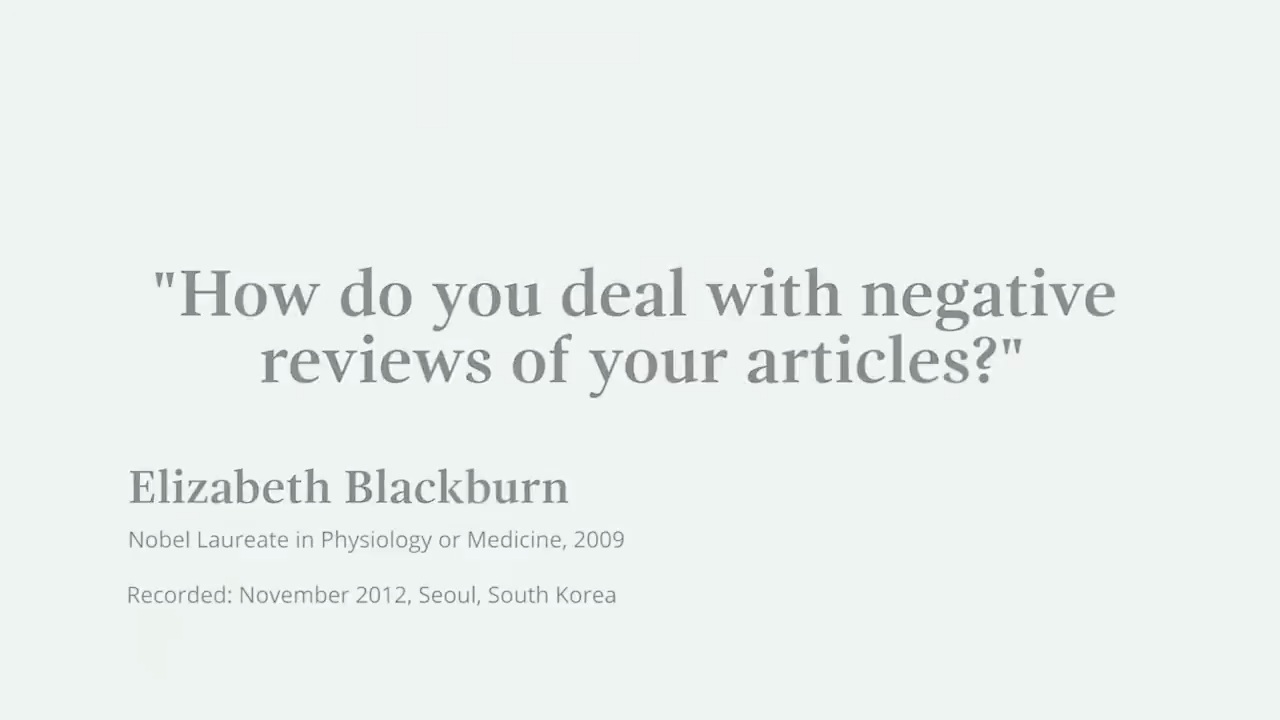 "How do you deal with negative
reviews of your articles?"
Elizabeth Blackburn
Nobel Laureate in Physiology or Medicine, 2009
Recorded: November 2012, Seoul, South Korea